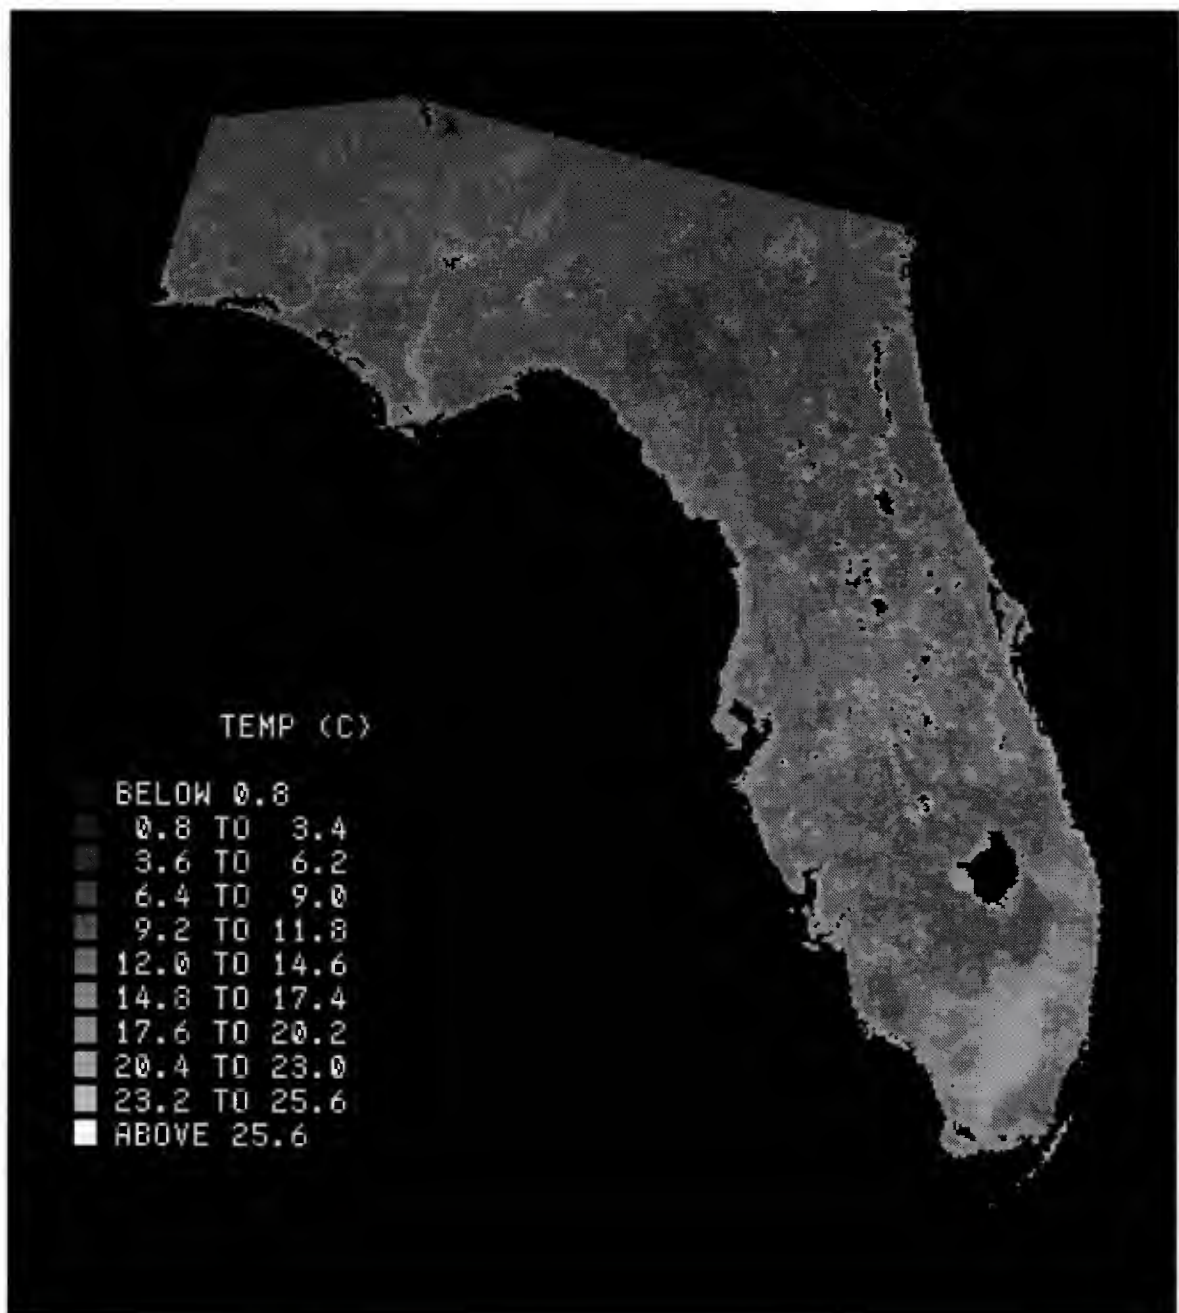 TEMP (C)
BELOW 0.8
0.8 TO 3.4
3.6 TO 6.2
6.4 TO 9.0
9.2 TO 11.8
12.0 TO 14.6
14.8 TO 17.4
17.6 TO 20.2
20.4 TO 23.0
23.2 TO 25.6
ABOVE 25.6